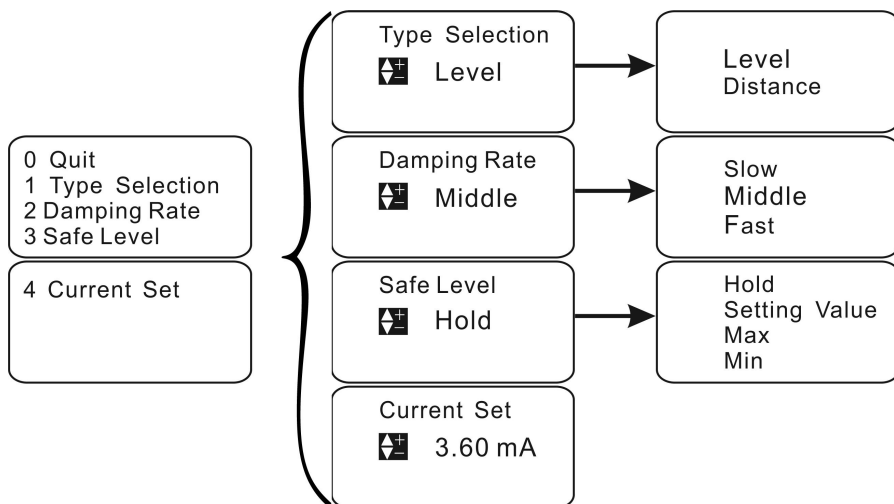 0 Quit
1 Type Selection
2 Damping Rate
3 Safe Level
4 Current Set
Type Selection
Level
Level
Distance
Damping Rate
Middle
Slow
Middle
Fast
Safe Level
Hold
Hold
Setting Value
Max
Min
Current Set
3.60 mA